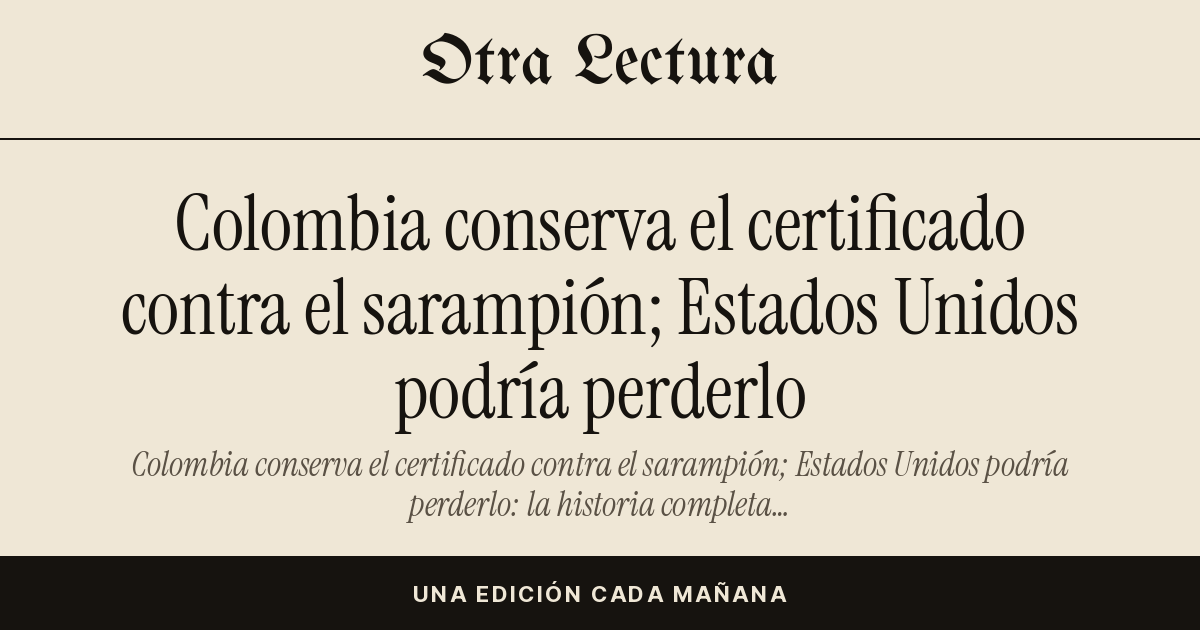 Otra Lectura
Colombia conserva el certificado
contra el sarampión; Estados Unidos
podría perderlo
Colombia conserva el certificado contra el sarampión; Estados Unidos podría
perderlo: la historia completa...
UNA EDICIÓN CADA MAÑANA